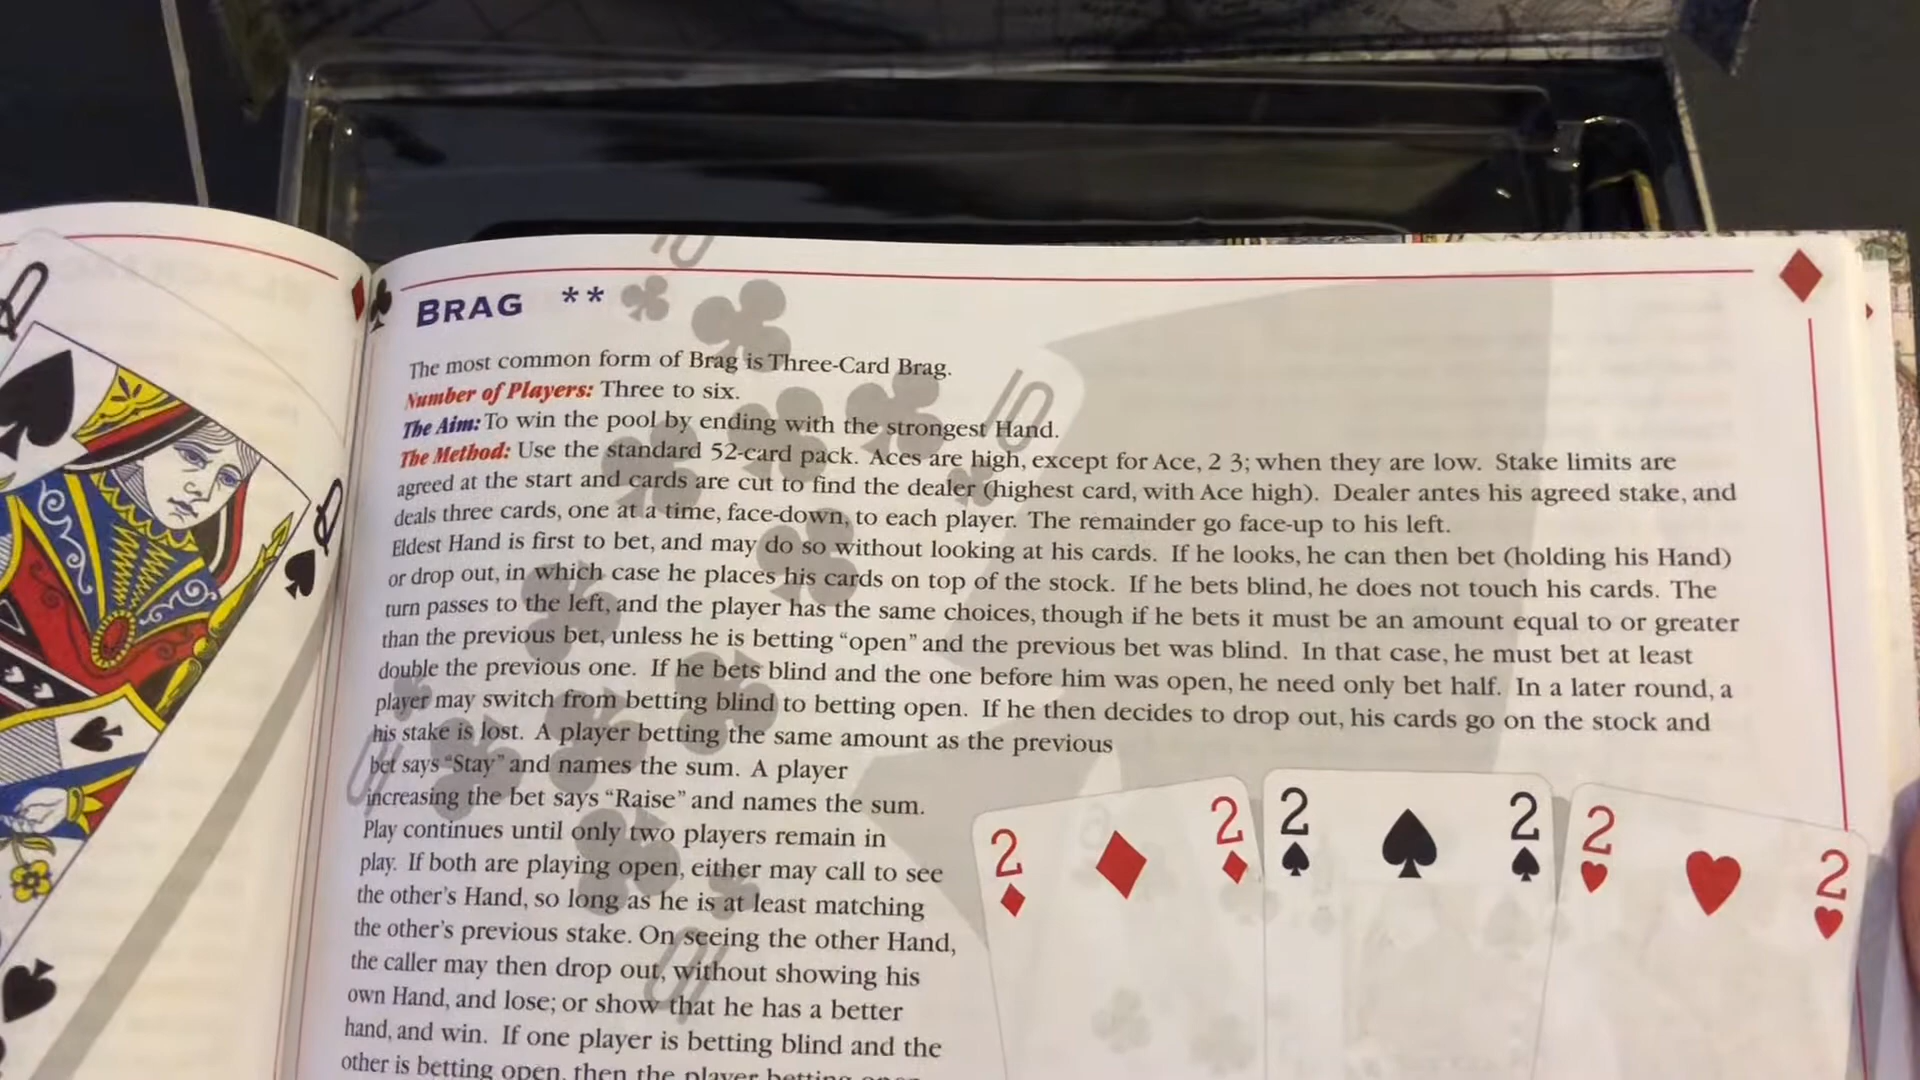 BRAG **
The most common form of Brag is Three-Card Brag.
Number of Players: Three to six.
The Aim: To win the pool by ending with the strongest Hand.
The Method: Use the standard 52-card pack. Aces are high, except for Ace, 2 3; when they are low. Stake limits are
agreed at the start and cards are cut to find the dealer (highest card, with Ace high). Dealer antes his agreed stake, and
deals three cards, one at a time, face-down, to each player. The remainder go face-up to his left.
Eldest Hand is first to bet, and may do so without looking at his cards. If he looks, he can then bet (holding his Hand)
or drop out, in which case he places his cards on top of the stock. If he bets blind, he does not touch his cards. The
turn passes to the left, and the player has the same choices, though if he bets it must be an amount equal to or greater
than the previous bet, unless he is betting “open” and the previous bet was blind. In that case, he must bet at least
double the previous one. If he bets blind and the one before him was open, he need only bet half. In a later round, a
player may switch from betting blind to betting open. If he then decides to drop out, his cards go on the stock and
his stake is lost. A player betting the same amount as the previous
bet says “Stay” and names the sum. A player
increasing the bet says “Raise” and names the sum.
Play continues until only two players remain in
play. If both are playing open, either may call to see
the other's Hand, so long as he is at least matching
the other's previous stake. On seeing the other Hand,
the caller may then drop out, without showing his
own Hand, and lose; or show that he has a better
hand, and win. If one player is betting blind and the
other is betting open, then the player betting open
2 2 2 2 2 2
Q Q
10 10 10 10